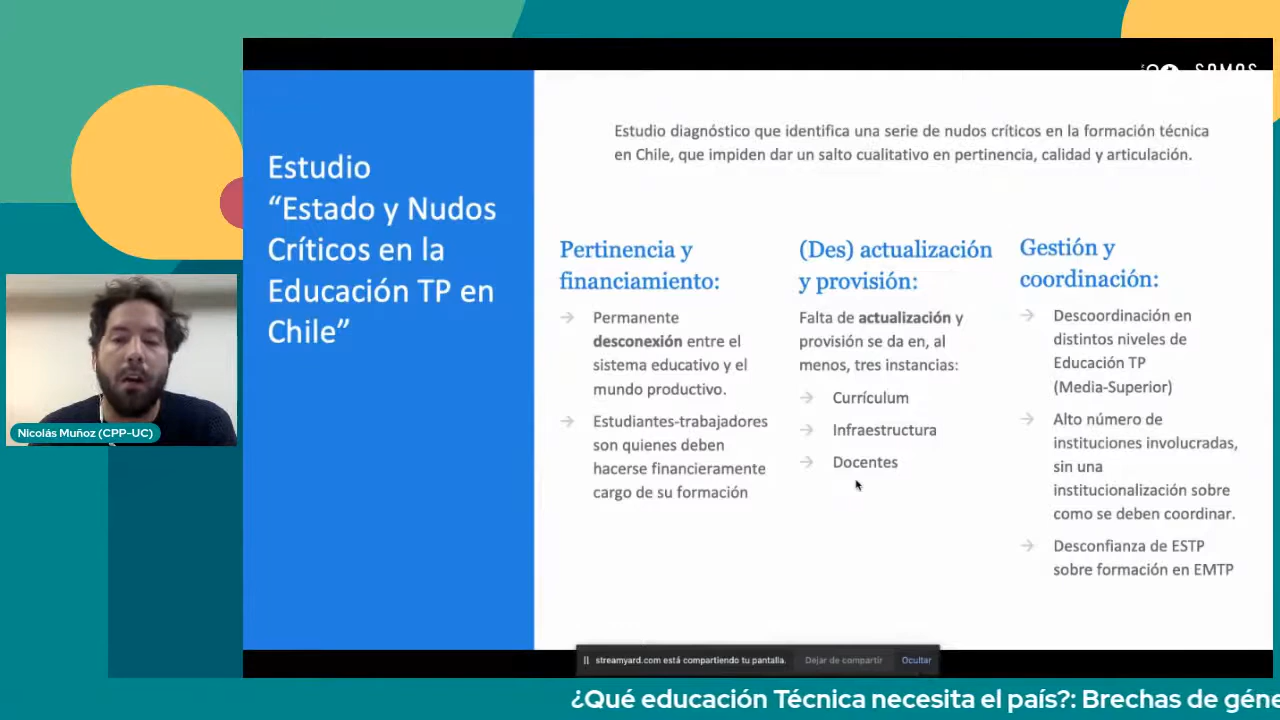 SOMOS
Estudio
“Estado y Nudos
Críticos en la
Educación TP en
Chile”
Estudio diagnóstico que identifica una serie de nudos críticos en la formación técnica
en Chile, que impiden dar un salto cualitativo en pertinencia, calidad y articulación.
Pertinencia y
financiamiento:
Permanente
desconexión entre el
sistema educativo y el
mundo productivo.
Estudiantes-trabajadores
son quienes deben
hacerse financieramente
cargo de su formación
(Des) actualización
y provisión:
Falta de actualización y
provisión se da en, al
menos, tres instancias:
Currículum
Infraestructura
Docentes
Gestión y
coordinación:
Descoordinación en
distintos niveles de
Educación TP
(Media-Superior)
Alto número de
instituciones involucradas,
sin una
institucionalización sobre
como se deben coordinar.
Desconfianza de ESTP
sobre formación en EMTP
Nicolás Muñoz (CPP-UC)
streamyard.com está compartiendo tu pantalla.
Dejar de compartir
Ocultar
¿Qué educación Técnica necesita el país?: Brechas de géne